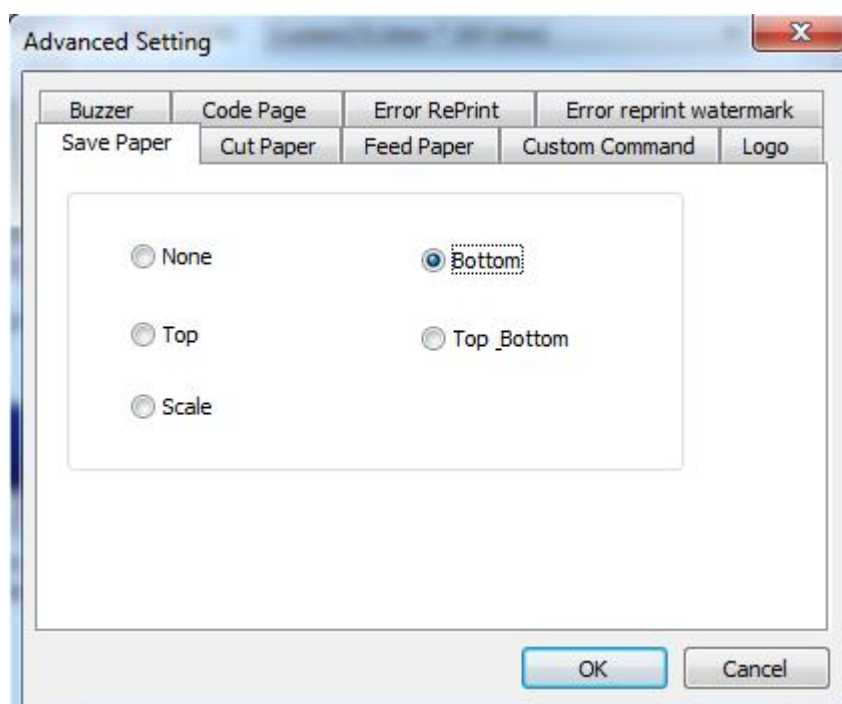 Advanced Setting
Buzzer Code Page Error RePrint Error reprint watermark
Save Paper Cut Paper Feed Paper Custom Command Logo
None Bottom
Top Top_Bottom
Scale
OK Cancel